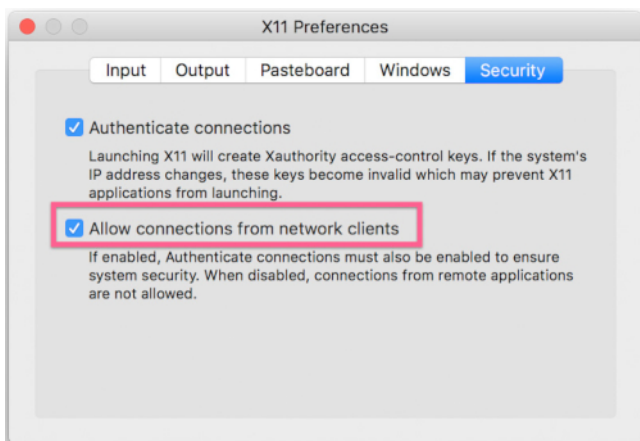 X11 Preferences
Input Output Pasteboard Windows Security
Authenticate connections
Launching X11 will create Xauthority access-control keys. If the system's
IP address changes, these keys become invalid which may prevent X11
applications from launching.
Allow connections from network clients
If enabled, Authenticate connections must also be enabled to ensure
system security. When disabled, connections from remote applications
are not allowed.